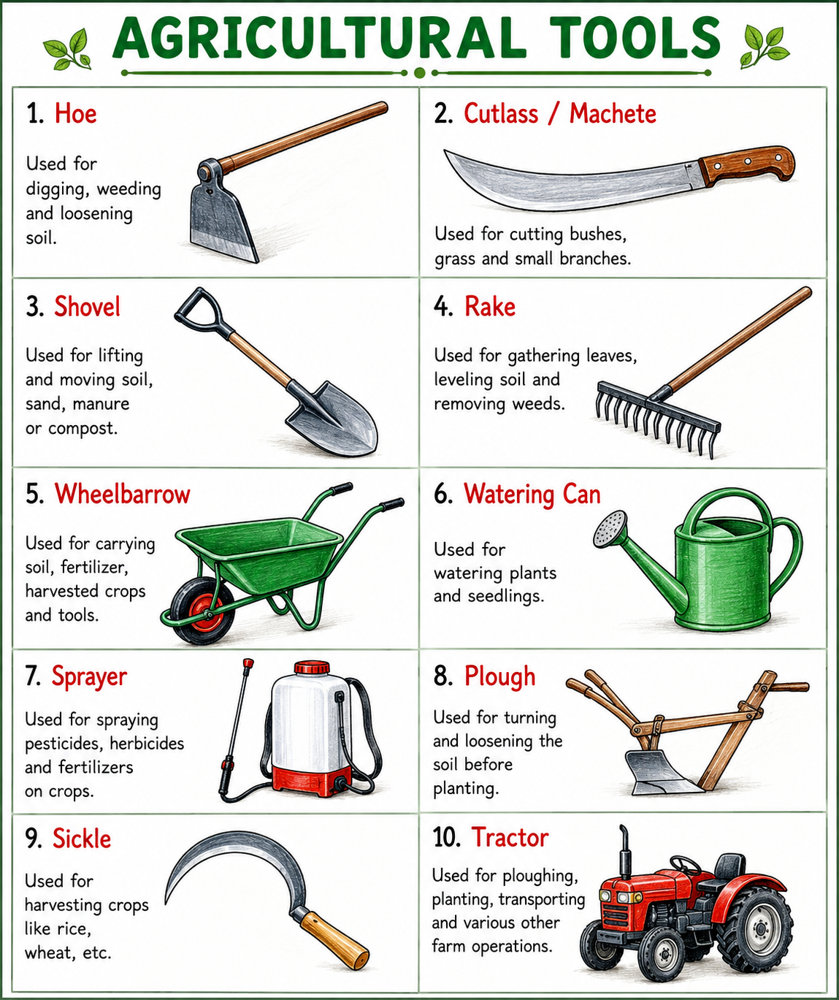 AGRICULTURAL TOOLS
1. Hoe
Used for
digging, weeding
and loosening
soil.
2. Cutlass / Machete
Used for cutting bushes,
grass and small branches.
3. Shovel
Used for lifting
and moving soil,
sand, manure
or compost.
4. Rake
Used for gathering leaves,
leveling soil and
removing weeds.
5. Wheelbarrow
Used for carrying
soil, fertilizer,
harvested crops
and tools.
6. Watering Can
Used for
watering plants
and seedlings.
7. Sprayer
Used for spraying
pesticides, herbicides
and fertilizers
on crops.
8. Plough
Used for turning
and loosening the
soil before
planting.
9. Sickle
Used for
harvesting crops
like rice,
wheat, etc.
10. Tractor
Used for ploughing,
planting, transporting
and various other
farm operations.